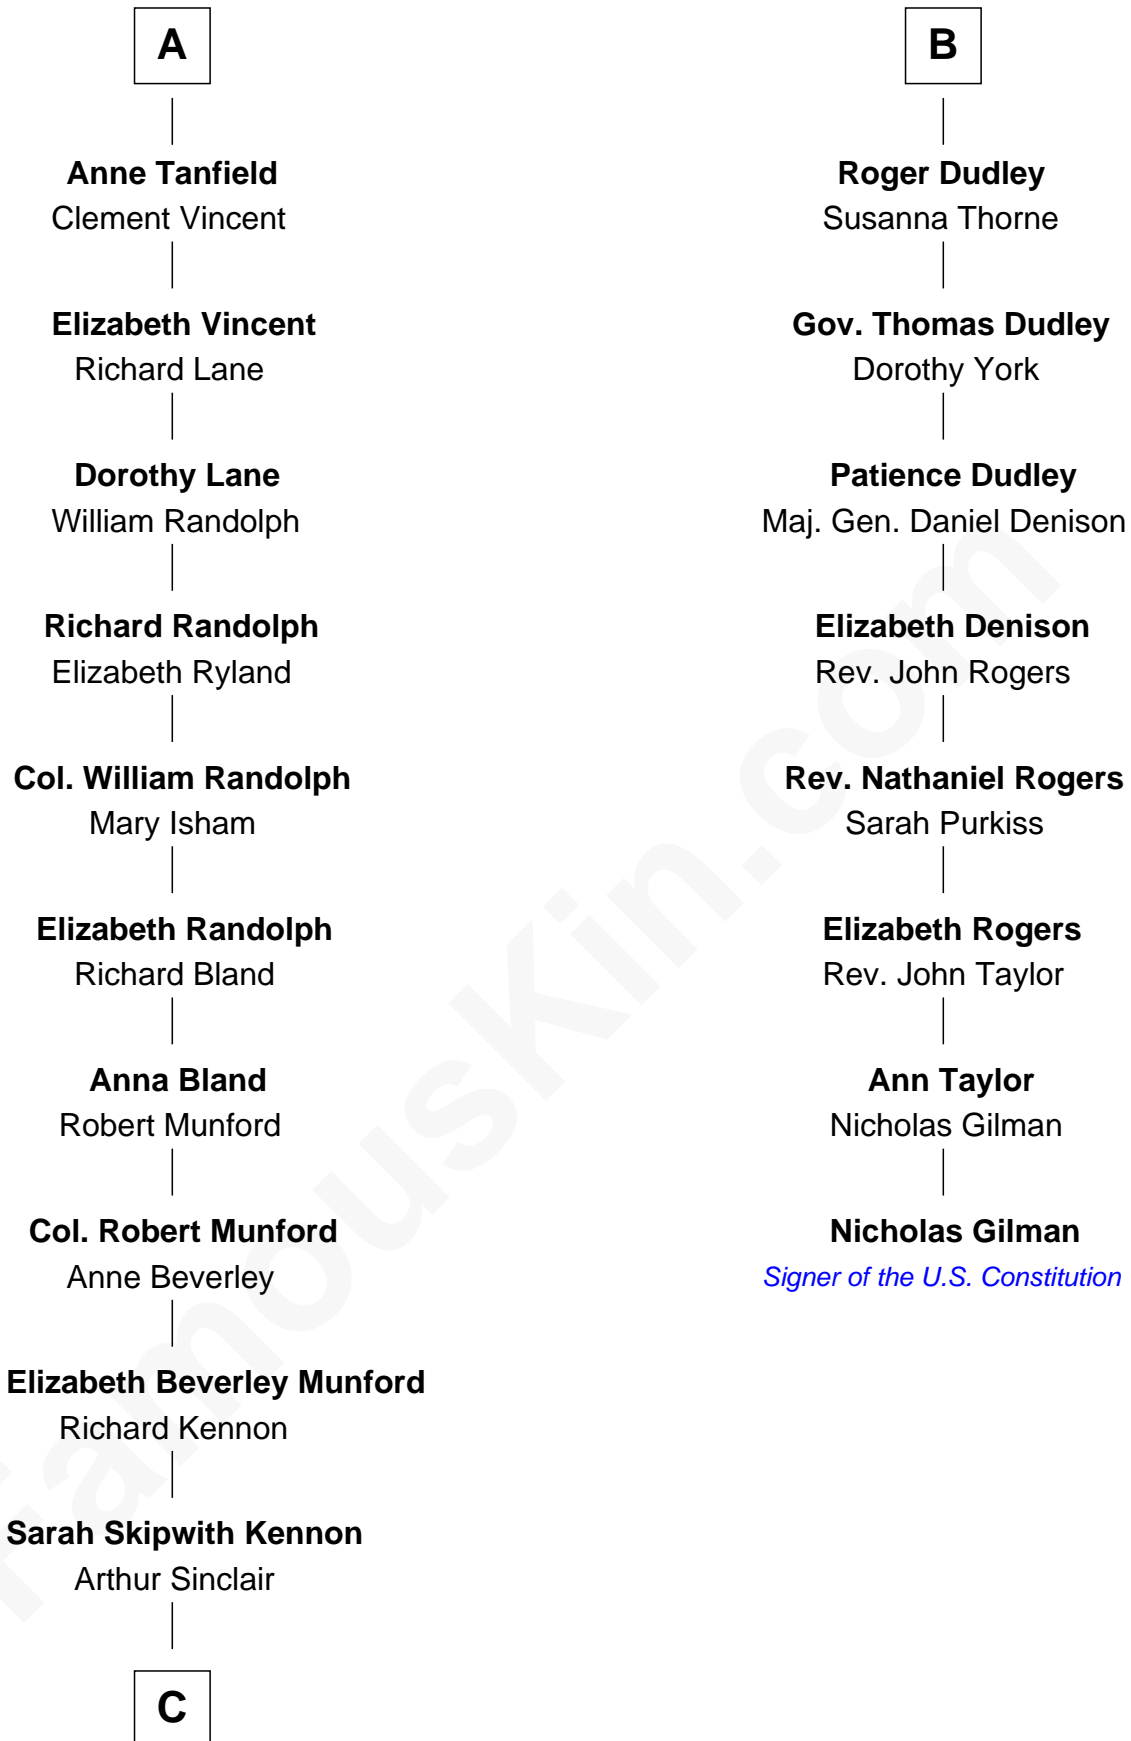 A
Anne Tanfield
Clement Vincent
Elizabeth Vincent
Richard Lane
Dorothy Lane
William Randolph
Richard Randolph
Elizabeth Ryland
Col. William Randolph
Mary Isham
Elizabeth Randolph
Richard Bland
Anna Bland
Robert Munford
Col. Robert Munford
Anne Beverley
Elizabeth Beverley Munford
Richard Kennon
Sarah Skipwith Kennon
Arthur Sinclair
C
B
Roger Dudley
Susanna Thorne
Gov. Thomas Dudley
Dorothy York
Patience Dudley
Maj. Gen. Daniel Denison
Elizabeth Denison
Rev. John Rogers
Rev. Nathaniel Rogers
Sarah Purkiss
Elizabeth Rogers
Rev. John Taylor
Ann Taylor
Nicholas Gilman
Nicholas Gilman
Signer of the U.S. Constitution
FamousKin.com